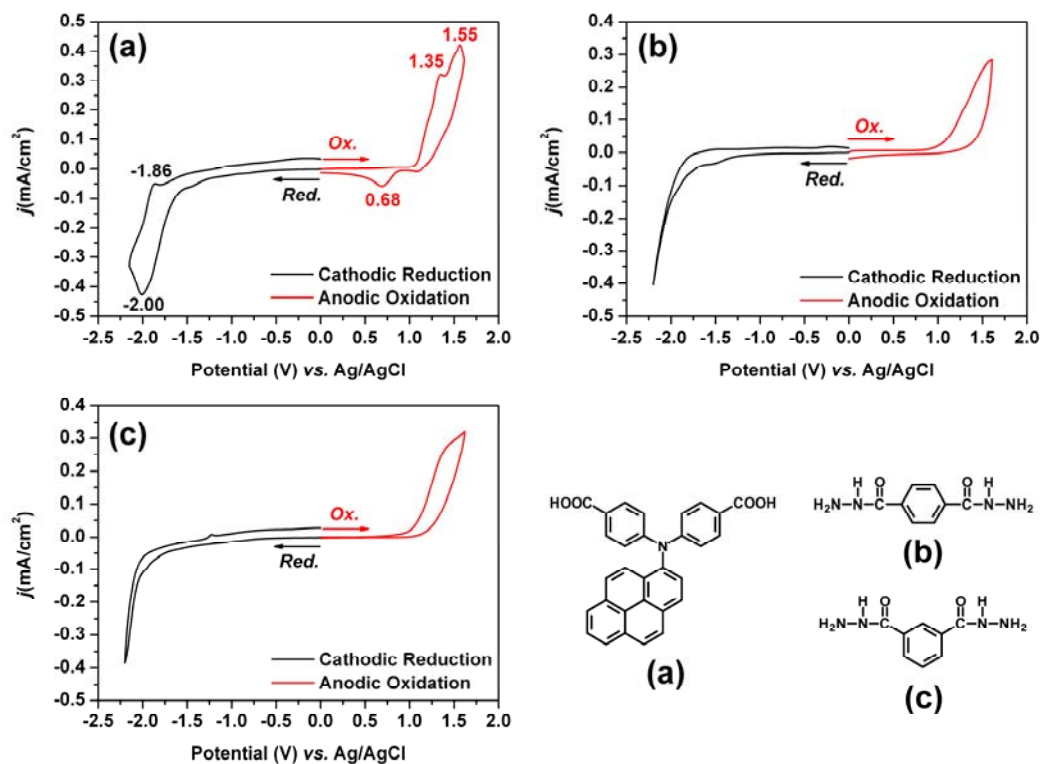 (a)
1.55
1.35
Ox.
-1.86
Red.
0.68
-2.00
Cathodic Reduction
Anodic Oxidation
j(mA/cm²)
0.5
0.4
0.3
0.2
0.1
0.0
-0.1
-0.2
-0.3
-0.4
-0.5
-2.5 -2.0 -1.5 -1.0 -0.5 0.0 0.5 1.0 1.5 2.0
Potential (V) vs. Ag/AgCl
(b)
Ox.
Red.
Cathodic Reduction
Anodic Oxidation
j(mA/cm²)
0.4
0.3
0.2
0.1
0.0
-0.1
-0.2
-0.3
-0.4
-0.5
-2.5 -2.0 -1.5 -1.0 -0.5 0.0 0.5 1.0 1.5 2.0
Potential (V) vs. Ag/AgCl
(c)
Ox.
Red.
Cathodic Reduction
Anodic Oxidation
j(mA/cm²)
0.4
0.3
0.2
0.1
0.0
-0.1
-0.2
-0.3
-0.4
-0.5
-2.5 -2.0 -1.5 -1.0 -0.5 0.0 0.5 1.0 1.5 2.0
Potential (V) vs. Ag/AgCl
HOOC COOH
N
(a)
H O O H
H₂N-N-C C-N-NH₂
(b)
H O O H
H₂N-N-C C-N-NH₂
(c)